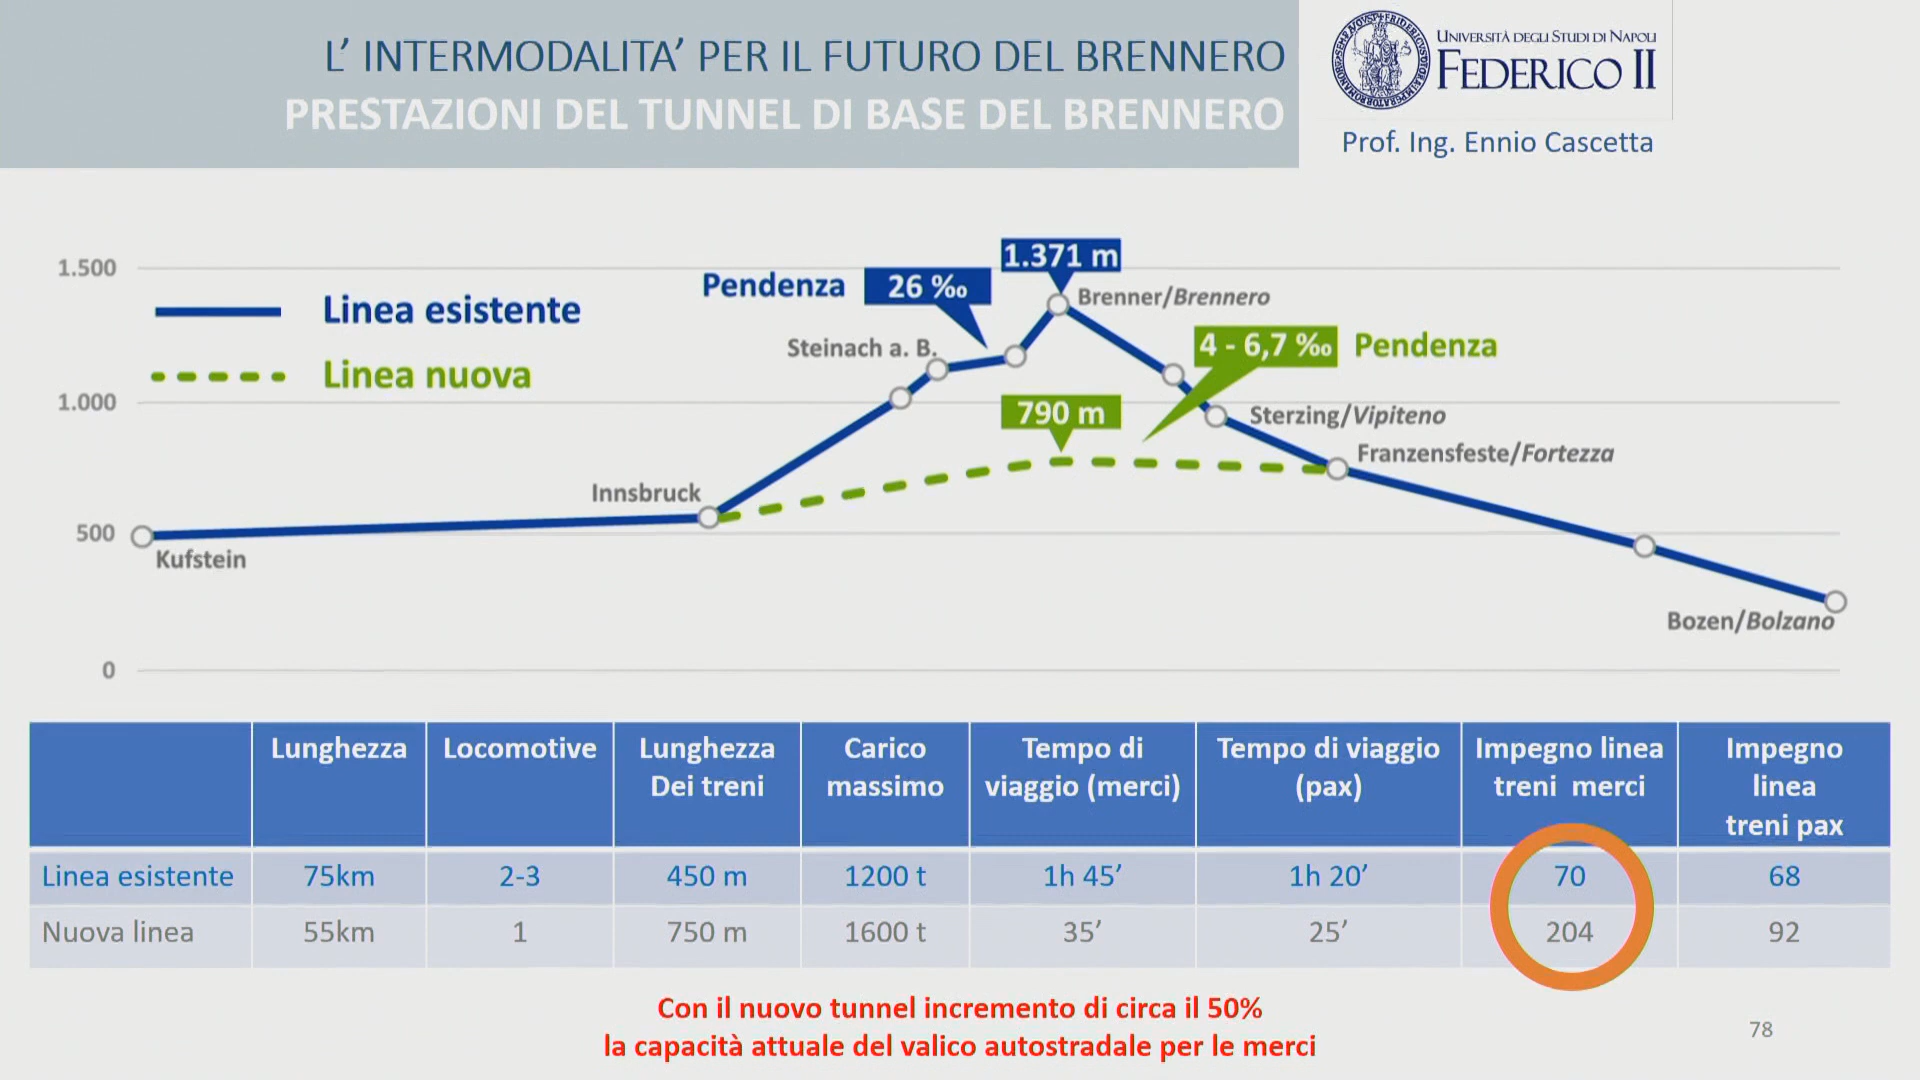 L’ INTERMODALITA’ PER IL FUTURO DEL BRENNERO
PRESTAZIONI DEL TUNNEL DI BASE DEL BRENNERO
UNIVERSITÀ DEGLI STUDI DI NAPOLI
FEDERICO II
Prof. Ing. Ennio Cascetta
1.500
1.000
500
0
Linea esistente
Linea nuova
Pendenza
26 ‰
1.371 m
Brenner/Brennero
Steinach a. B.
4 - 6,7 ‰
Pendenza
790 m
Sterzing/Vipiteno
Franzensfeste/Fortezza
Innsbruck
Kufstein
Bozen/Bolzano
Lunghezza Locomotive Lunghezza Dei treni Carico massimo Tempo di viaggio (merci) Tempo di viaggio (pax) Impegno linea treni merci Impegno linea treni pax
Linea esistente 75km 2-3 450 m 1200 t 1h 45’ 1h 20’ 70 68
Nuova linea 55km 1 750 m 1600 t 35’ 25’ 204 92
Con il nuovo tunnel incremento di circa il 50%
la capacità attuale del valico autostradale per le merci
78